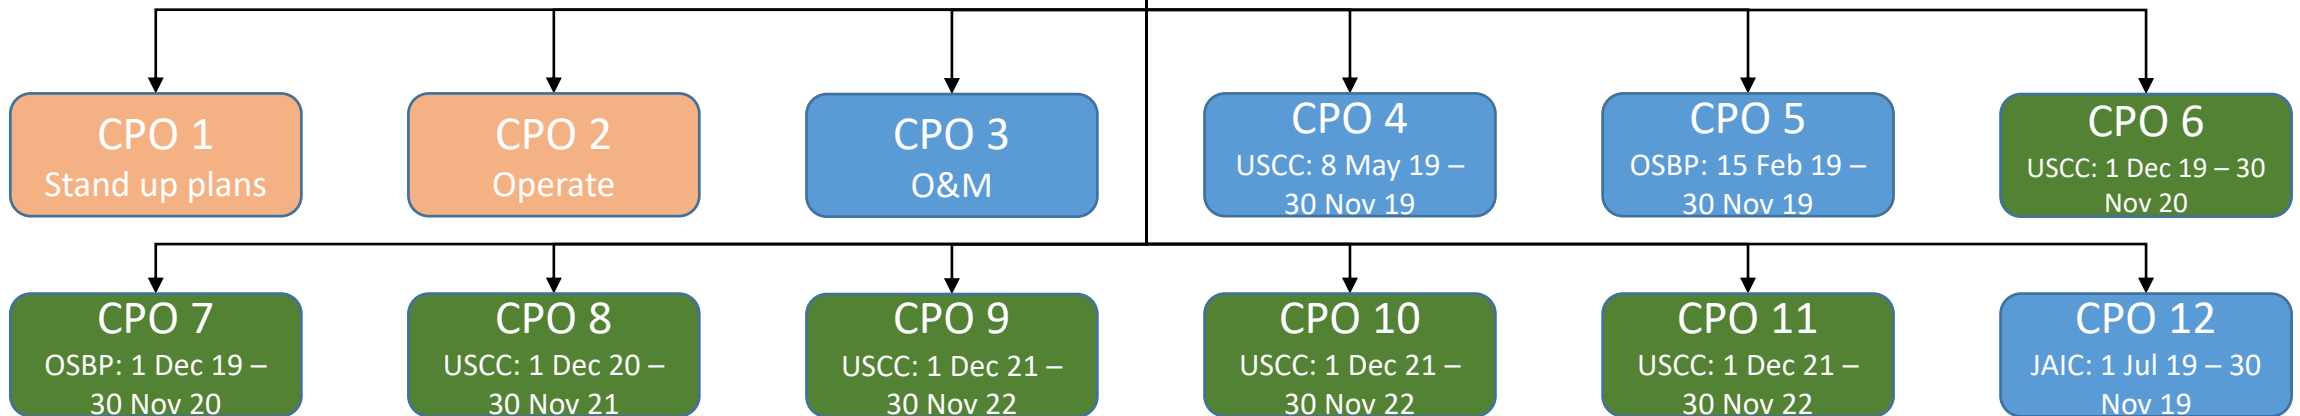 CPO 1
Stand up plans
CPO 2
Operate
CPO 3
O&M
CPO 4
USCC: 8 May 19 –
30 Nov 19
CPO 5
OSBP: 15 Feb 19 –
30 Nov 19
CPO 6
USCC: 1 Dec 19 – 30
Nov 20
CPO 7
OSBP: 1 Dec 19 –
30 Nov 20
CPO 8
USCC: 1 Dec 20 –
30 Nov 21
CPO 9
USCC: 1 Dec 21 –
30 Nov 22
CPO 10
USCC: 1 Dec 21 –
30 Nov 22
CPO 11
USCC: 1 Dec 21 –
30 Nov 22
CPO 12
JAIC: 1 Jul 19 – 30
Nov 19